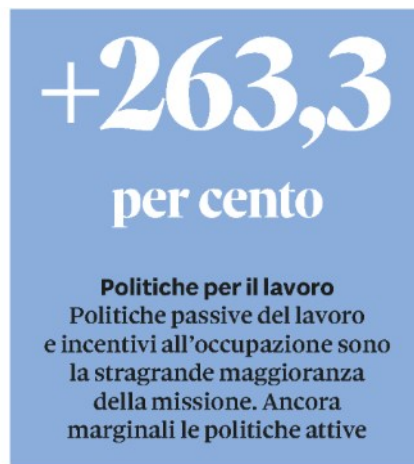 +263,3
per cento
Politiche per il lavoro
Politiche passive del lavoro
e incentivi all’occupazione sono
la stragrande maggioranza
della missione. Ancora
marginali le politiche attive